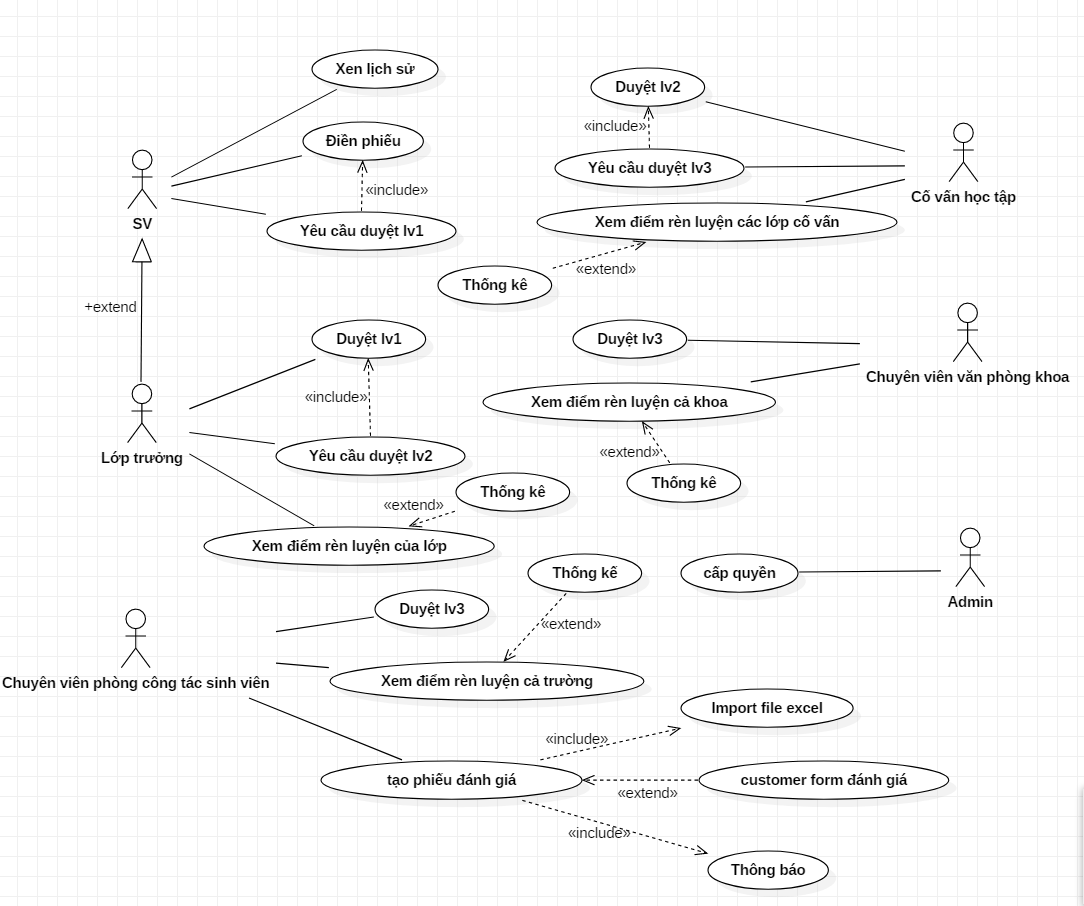 Xen lịch sử
Duyệt lv2
«include»
Điền phiếu
Yêu cầu duyệt lv3
«include»
Cố vấn học tập
SV
Yêu cầu duyệt lv1
Xem điểm rèn luyện các lớp cố vấn
«extend»
Thống kê
+extend
Duyệt lv1
Duyệt lv3
Chuyên viên văn phòng khoa
«include»
Xem điểm rèn luyện cả khoa
Lớp trưởng
Yêu cầu duyệt lv2
«extend»
Thống kê
Thống kê
«extend»
Xem điểm rèn luyện của lớp
Thống kế
cấp quyền
Admin
Duyệt lv3
«extend»
Chuyên viên phòng công tác sinh viên
Xem điểm rèn luyện cả trường
Import file excel
«include»
tạo phiếu đánh giá
customer form đánh giá
«extend»
«include»
Thông báo